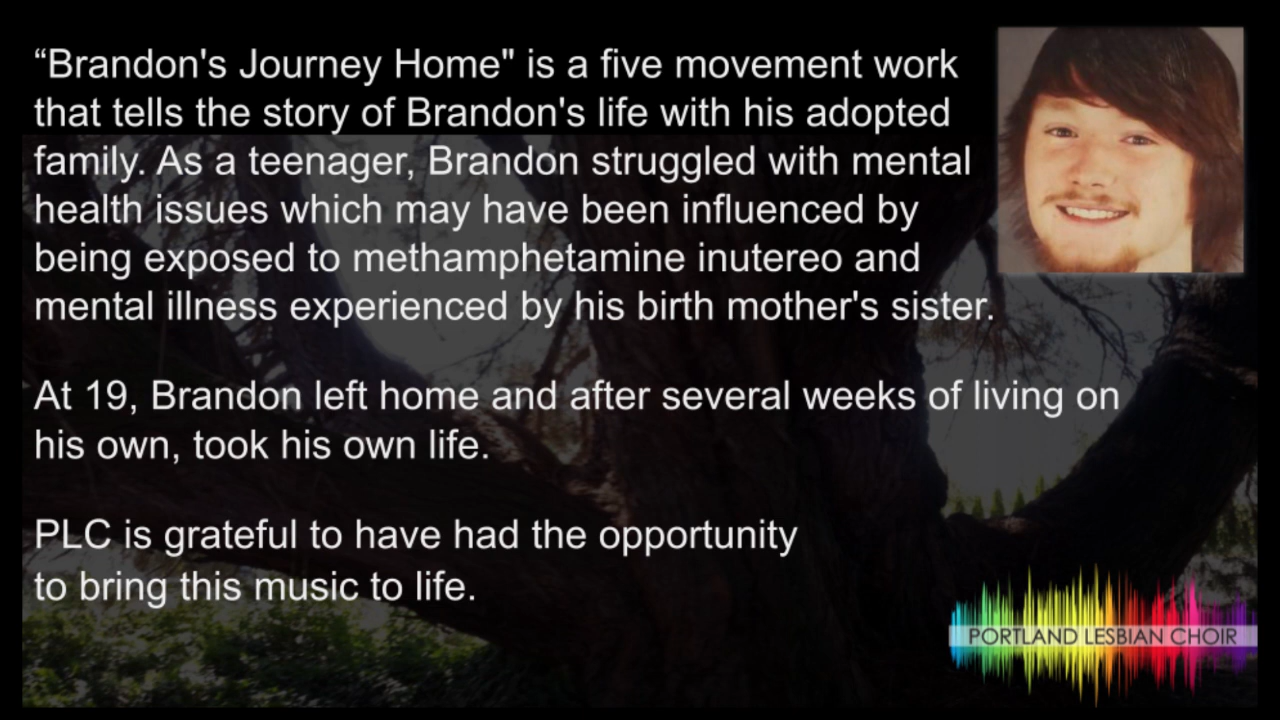 “Brandon's Journey Home" is a five movement work
that tells the story of Brandon's life with his adopted
family. As a teenager, Brandon struggled with mental
health issues which may have been influenced by
being exposed to methamphetamine inutereo and
mental illness experienced by his birth mother's sister.
At 19, Brandon left home and after several weeks of living on
his own, took his own life.
PLC is grateful to have had the opportunity
to bring this music to life.
PORTLAND LESBIAN CHOIR